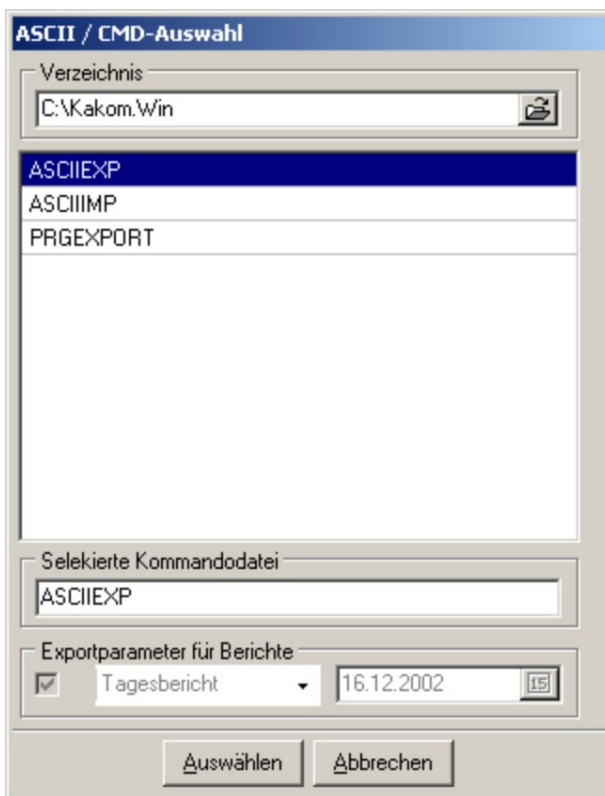 ASCII / CMD-Auswahl
Verzeichnis
C:\Kakom.Win
ASCIIEXP
ASCIIIMP
PRGEXPORT
Selekierte Kommandodatei
ASCIIEXP
Exportparameter für Berichte
Tagesbericht 16.12.2002 15
Auswählen Abbrechen